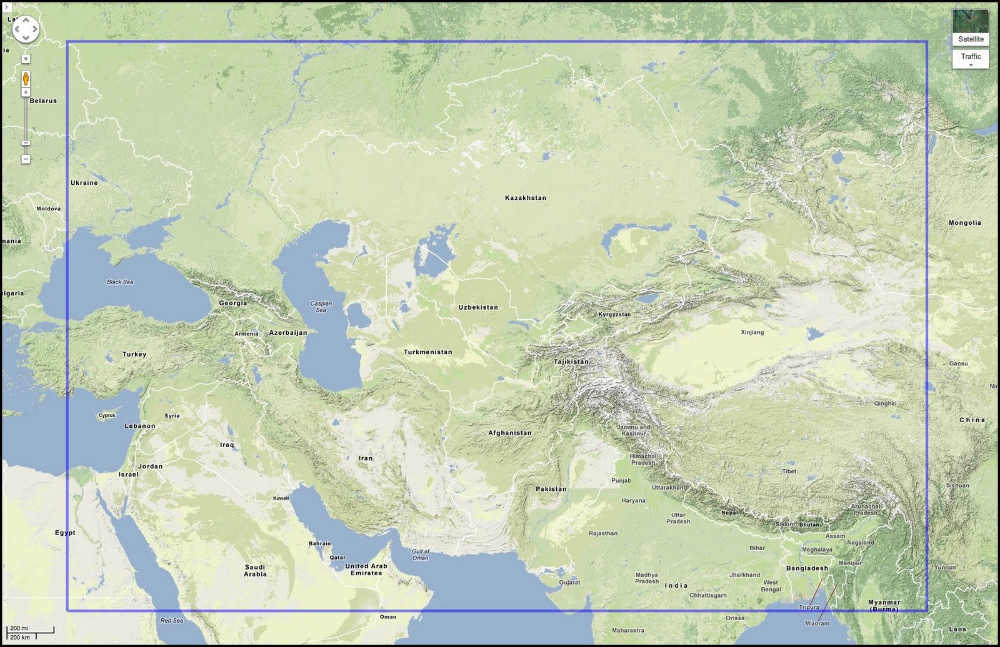 La
ia
Satellite
Traffic
Belarus
Ukraine
Kazakhstan
Moldova
Mongolia
mania
Black Sea
lgaria
Georgia
Caspian
Sea
Uzbekistan
Kyrgyzstan
Armenia
Azerbaijan
Xinjiang
Turkey
Turkmenistan
Tajikistan
Gansu
Nin
Qinghai
Cyprus
Syria
Lebanon
China
Afghanistan
Jammu and
Kashmir
Iraq
Iran
Himachal
Pradesh
Jordan
Israel
Tibet
Punjab
Sichuan
Pakistan
Uttarakhand
Kuwait
Haryana
Arunachal
Pradesh
200 mi
200 km
Nepal
Uttar
Pradesh
Sikkim
Bhutan
Egypt
Rajasthan
Assam
Nagaland
Bahrain
Bihar
Meghalaya
Gulf of
Oman
Qatar
Manipur
United Arab
Emirates
Saudi
Arabia
Bangladesh
Yunnan
Madhya
Pradesh
Jharkhand
Gujarat
India
West
Bengal
Chhattisgarh
Myanmar
(Burma)
Tripura
Oman
Red Sea
Orissa
Mizoram
Maharastra
Laos